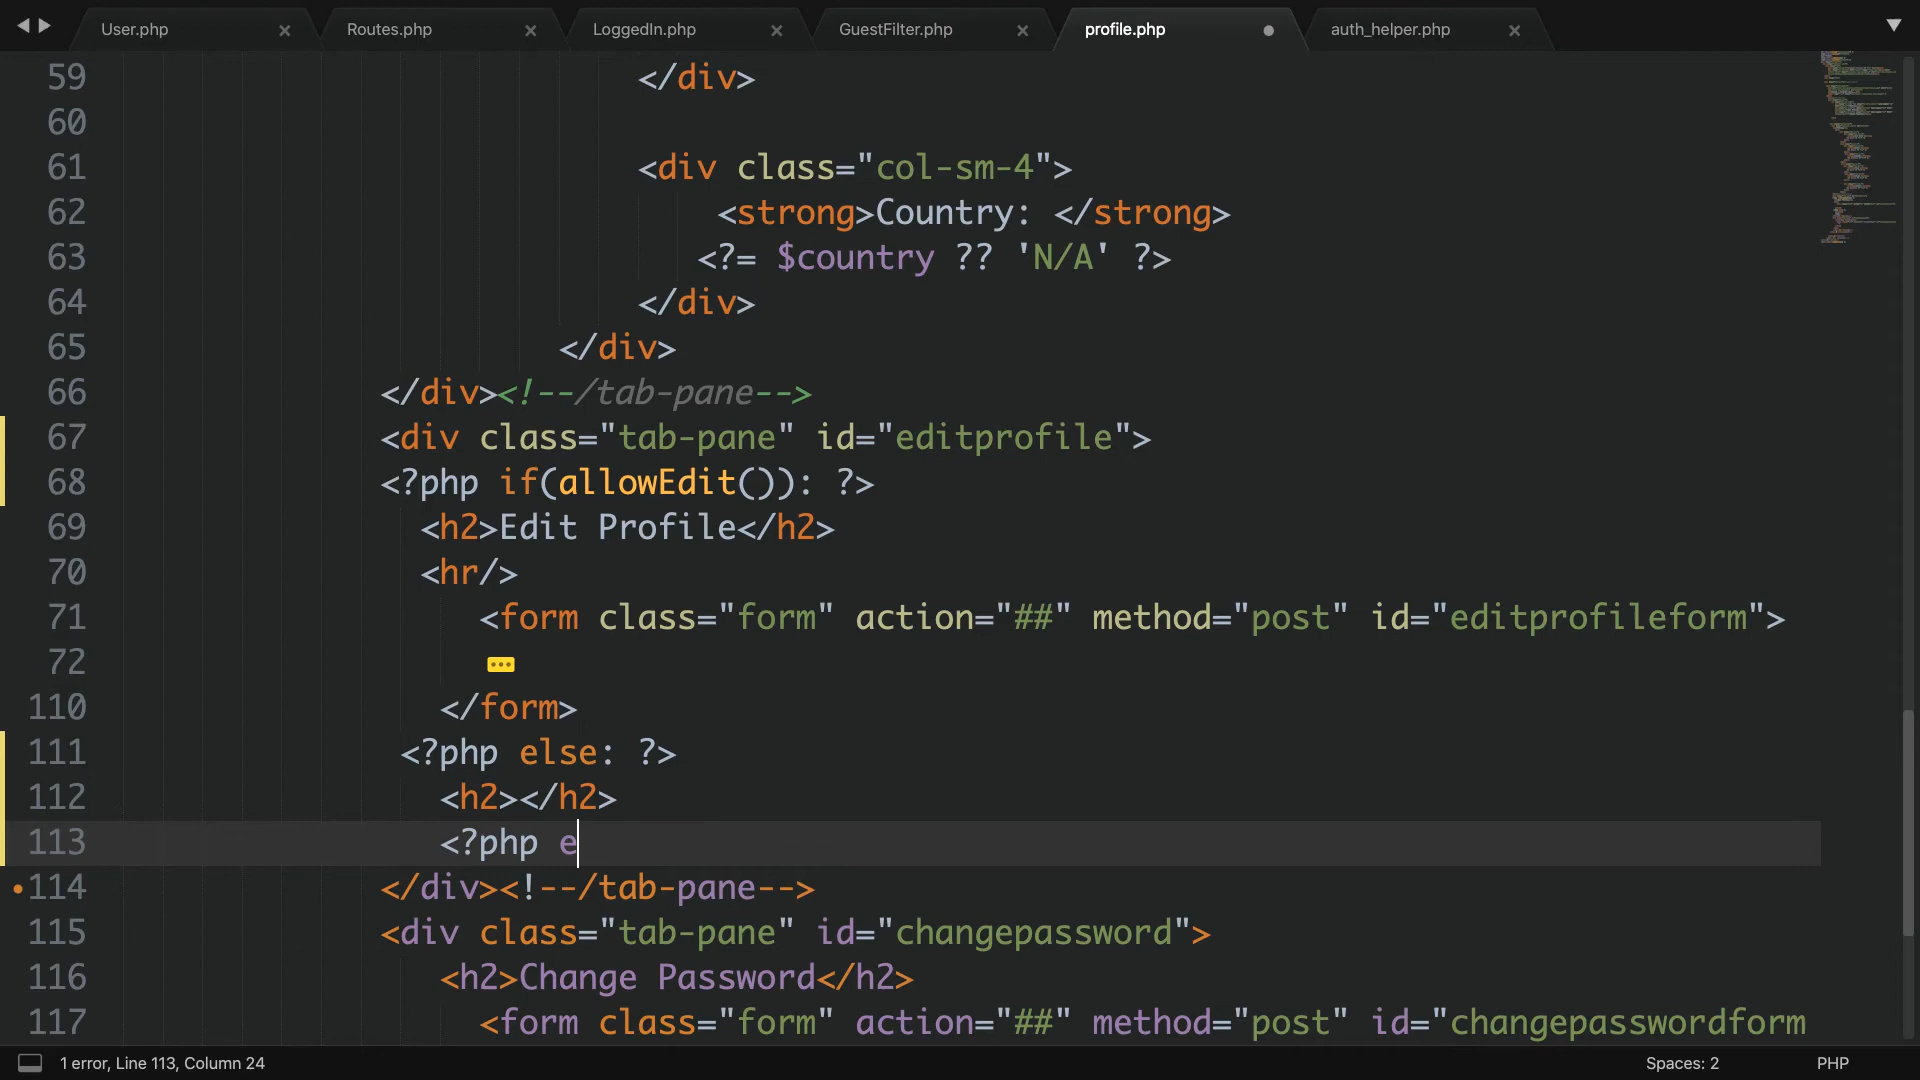 User.php × Routes.php × LoggedIn.php × GuestFilter.php × profile.php auth_helper.php ×
59 </div>
60
61 <div class="col-sm-4">
62 <strong>Country: </strong>
63 <?= $country ?? 'N/A' ?>
64 </div>
65 </div>
66 </div><!--/tab-pane-->
67 <div class="tab-pane" id="editprofile">
68 <?php if(allowEdit()): ?>
69 <h2>Edit Profile</h2>
70 <hr/>
71 <form class="form" action="##" method="post" id="editprofileform">
72
110 </form>
111 <?php else: ?>
112 <h2></h2>
113 <?php e
114 </div><!--/tab-pane-->
115 <div class="tab-pane" id="changepassword">
116 <h2>Change Password</h2>
117 <form class="form" action="##" method="post" id="changepasswordform
1 error, Line 113, Column 24 Spaces: 2 PHP